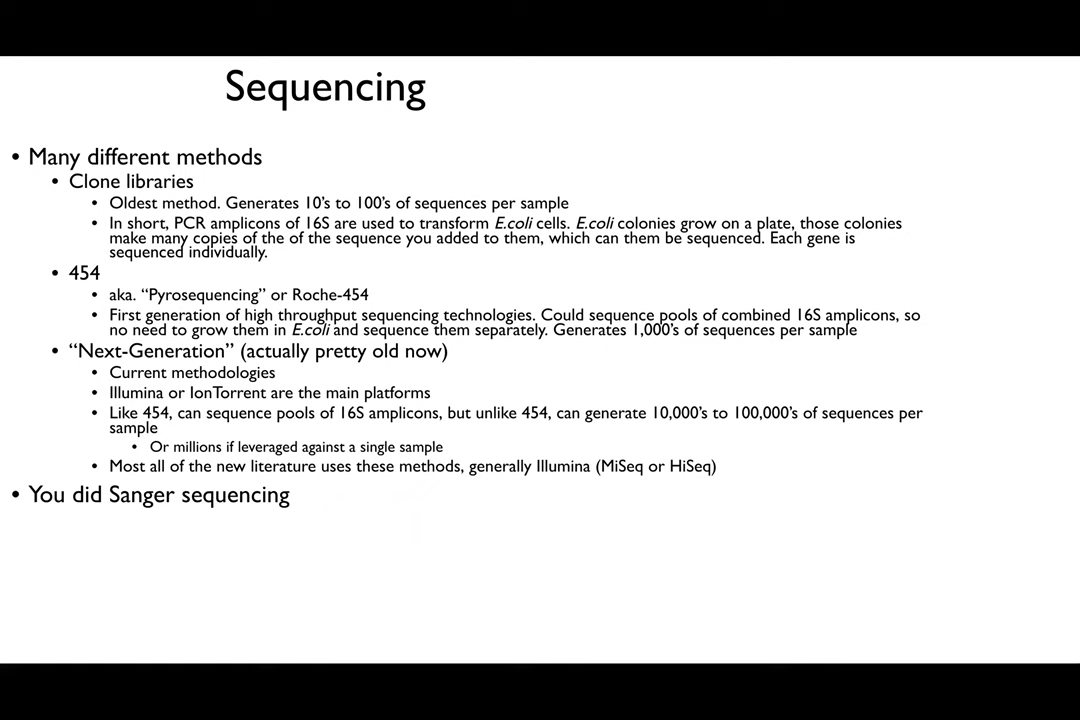 Sequencing
• Many different methods
• Clone libraries
• Oldest method. Generates 10's to 100's of sequences per sample
• In short, PCR amplicons of 16S are used to transform E.coli cells. E.coli colonies grow on a plate, those colonies
make many copies of the of the sequence you added to them, which can them be sequenced. Each gene is
sequenced individually.
• 454
• aka. “Pyrosequencing” or Roche-454
• First generation of high throughput sequencing technologies. Could sequence pools of combined 16S amplicons, so
no need to grow them in E.coli and sequence them separately. Generates 1,000's of sequences per sample
• “Next-Generation” (actually pretty old now)
• Current methodologies
• Illumina or IonTorrent are the main platforms
• Like 454, can sequence pools of 16S amplicons, but unlike 454, can generate 10,000's to 100,000's of sequences per
sample
• Or millions if leveraged against a single sample
• Most all of the new literature uses these methods, generally Illumina (MiSeq or HiSeq)
• You did Sanger sequencing